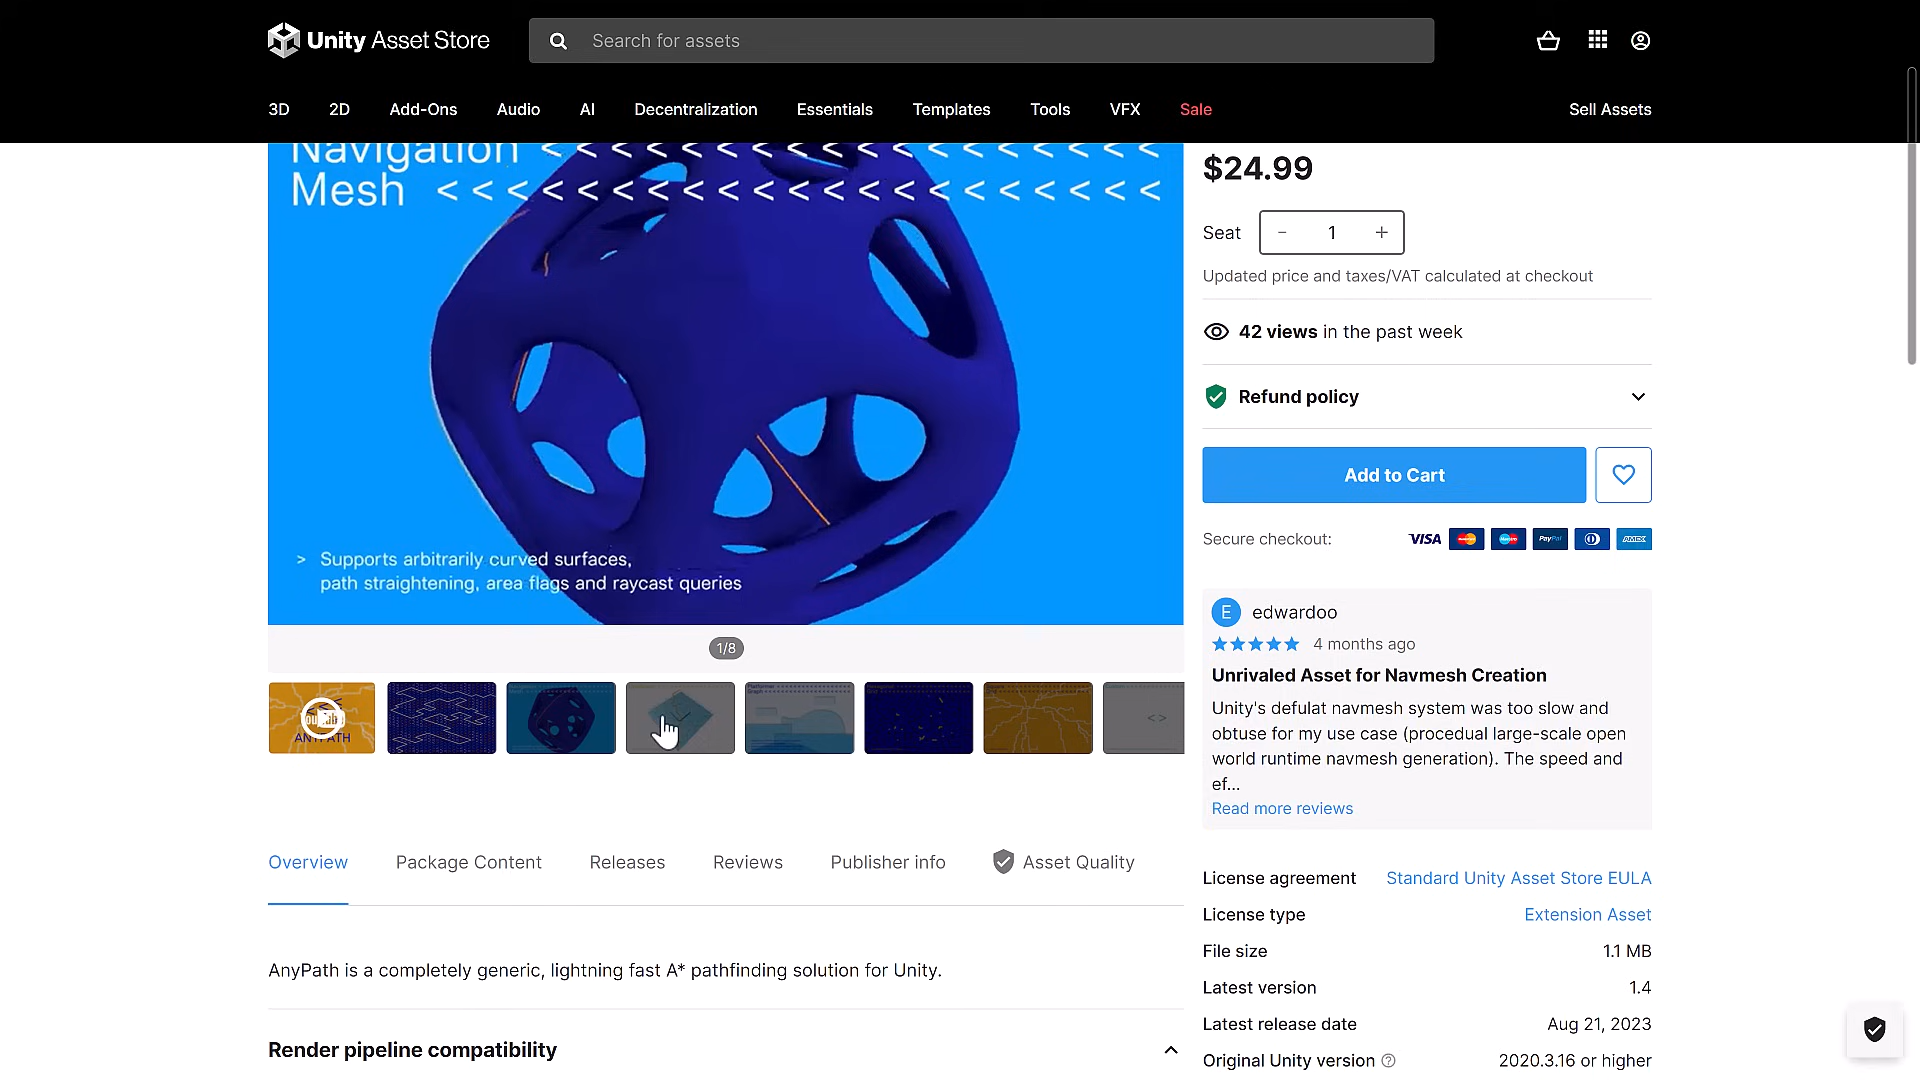 Unity Asset Store
Search for assets
3D 2D Add-Ons Audio AI Decentralization Essentials Templates Tools VFX Sale Sell Assets
Navigation < < < < < < < < < < < < < < < < < <
Mesh < < < < < < < < < < < < < < < < < < < < <
> Supports arbitrarily curved surfaces,
path straightening, area flags and raycast queries
1/8
ANYPATH
< >
$24.99
Seat - 1 +
Updated price and taxes/VAT calculated at checkout
42 views in the past week
Refund policy
Add to Cart
Secure checkout: VISA PayPal AMEX
E edwardoo
4 months ago
Unrivaled Asset for Navmesh Creation
Unity's defulat navmesh system was too slow and
obtuse for my use case (procedual large-scale open
world runtime navmesh generation). The speed and
ef...
Read more reviews
Overview Package Content Releases Reviews Publisher info Asset Quality
AnyPath is a completely generic, lightning fast A* pathfinding solution for Unity.
Render pipeline compatibility
License agreement Standard Unity Asset Store EULA
License type Extension Asset
File size 1.1 MB
Latest version 1.4
Latest release date Aug 21, 2023
Original Unity version ? 2020.3.16 or higher